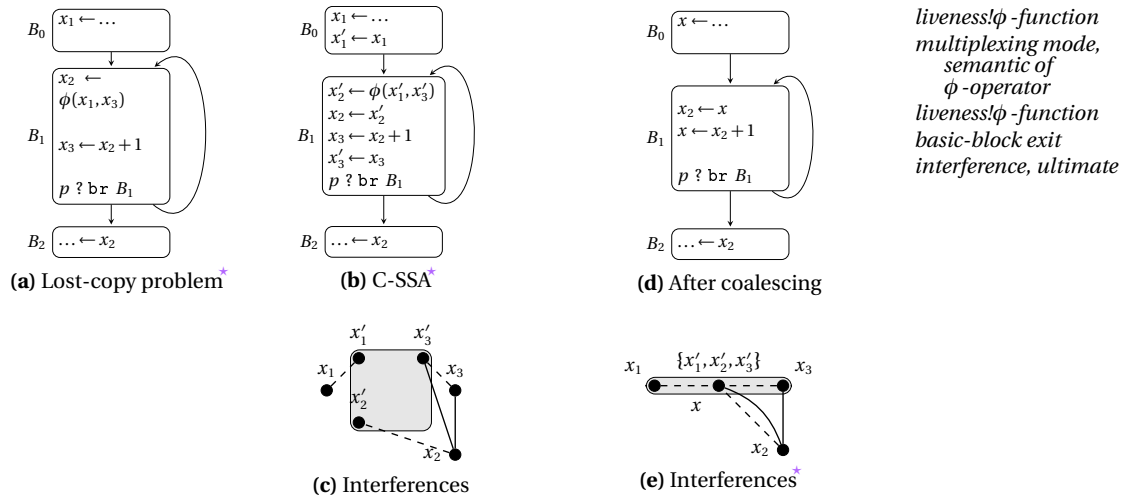 B₀
x₁ ← …
B₁
x₂ ←
ϕ(x₁, x₃)
x₃ ← x₂ + 1
p ? br B₁
B₂
… ← x₂
(a) Lost-copy problem★
B₀
x₁ ← …
x′₁ ← x₁
B₁
x′₂ ← ϕ(x′₁, x′₃)
x₂ ← x′₂
x₃ ← x₂ + 1
x′₃ ← x₃
p ? br B₁
B₂
… ← x₂
(b) C-SSA★
B₀
x ← …
B₁
x₂ ← x
x ← x₂ + 1
p ? br B₁
B₂
… ← x₂
(d) After coalescing
liveness!ϕ -function
multiplexing mode,
semantic of
ϕ -operator
liveness!ϕ -function
basic-block exit
interference, ultimate
x′₁ x′₃
x₁ x₃
x′₂
x₂
(c) Interferences
x₁ {x′₁, x′₂, x′₃} x₃
x
x₂
(e) Interferences★